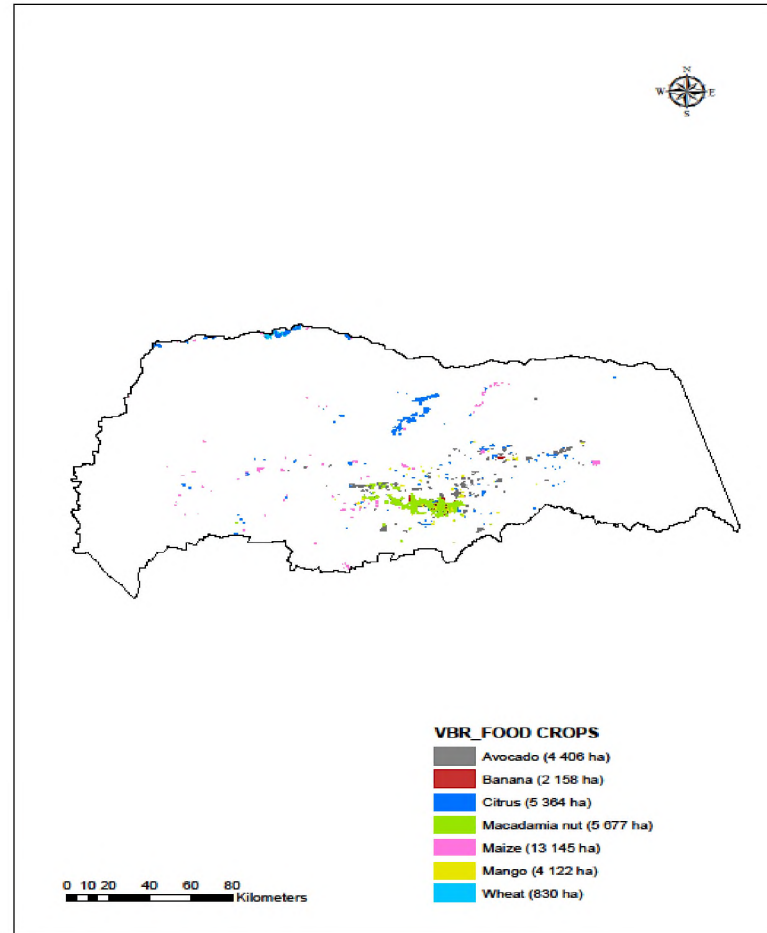 N
W E
S
VBR_FOOD CROPS
Avocado (4 406 ha)
Banana (2 158 ha)
Citrus (5 364 ha)
Macadamia nut (5 677 ha)
Maize (13 145 ha)
Mango (4 122 ha)
Wheat (830 ha)
0 10 20 40 60 80
Kilometers